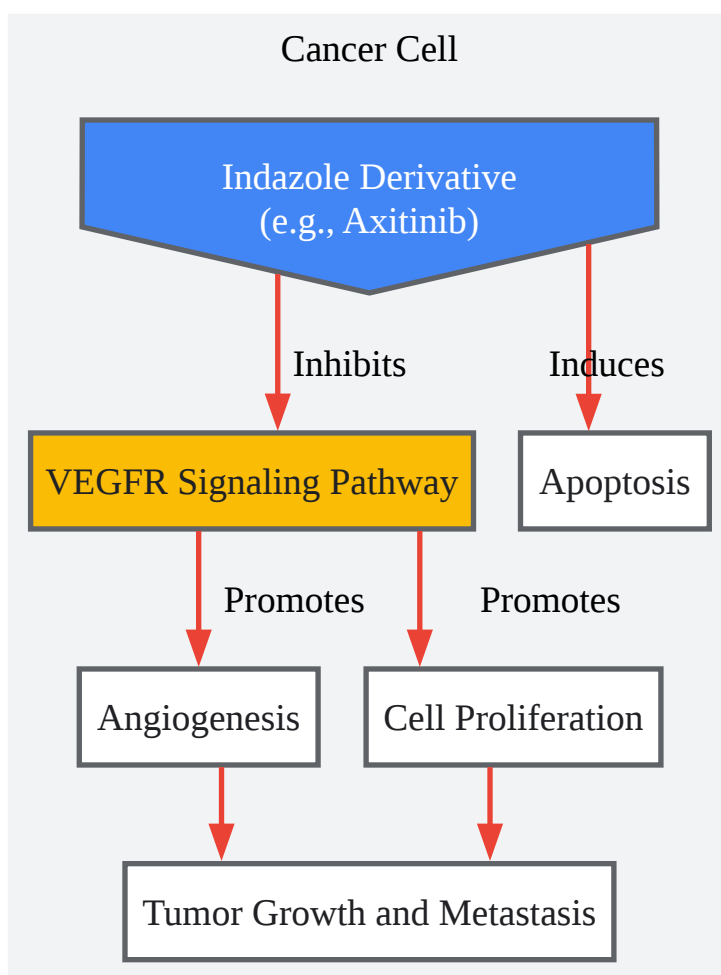 Cancer Cell
Indazole Derivative
(e.g., Axitinib)
Inhibits
Induces
VEGFR Signaling Pathway
Apoptosis
Promotes
Promotes
Angiogenesis
Cell Proliferation
Tumor Growth and Metastasis